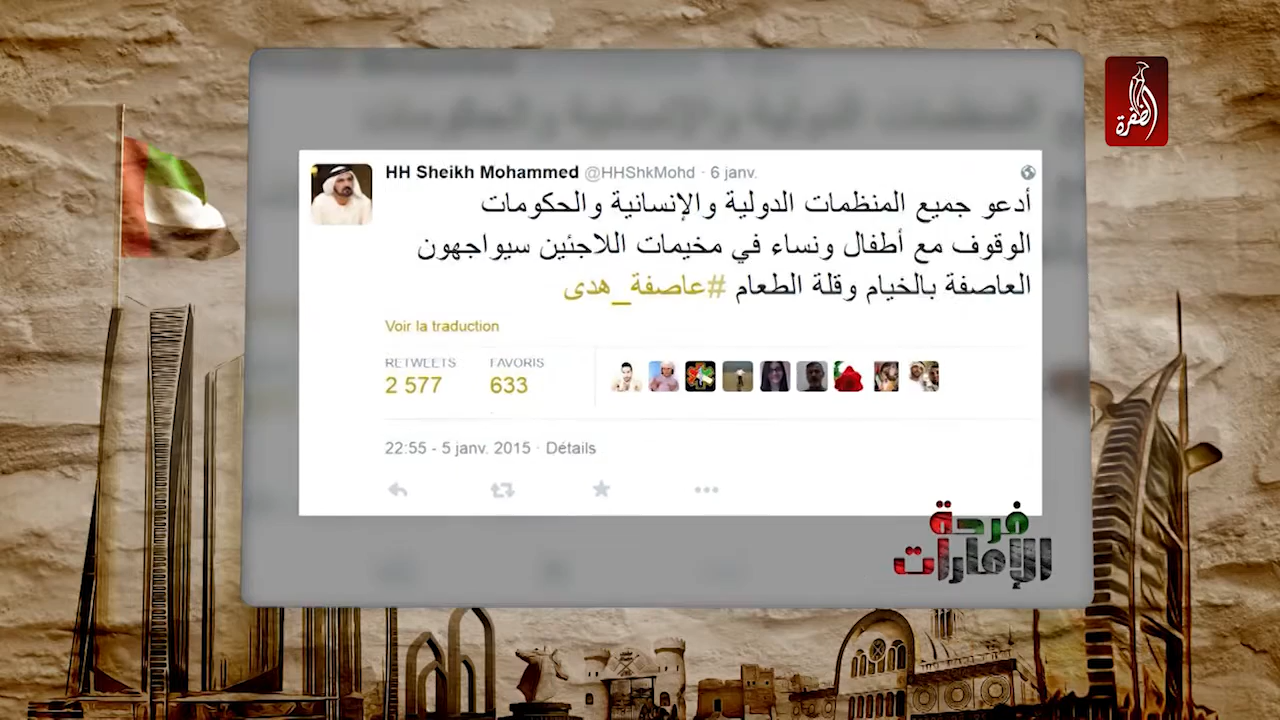 الظفرة
HH Sheikh Mohammed @HHShkMohd · 6 janv.
أدعو جميع المنظمات الدولية والإنسانية والحكومات
الوقوف مع أطفال ونساء في مخيمات اللاجئين سيواجهون
العاصفة بالخيام وقلة الطعام #عاصفة_هدى
Voir la traduction
RETWEETS FAVORIS
2 577 633
22:55 - 5 janv. 2015 · Détails
فرحة
الإمارات